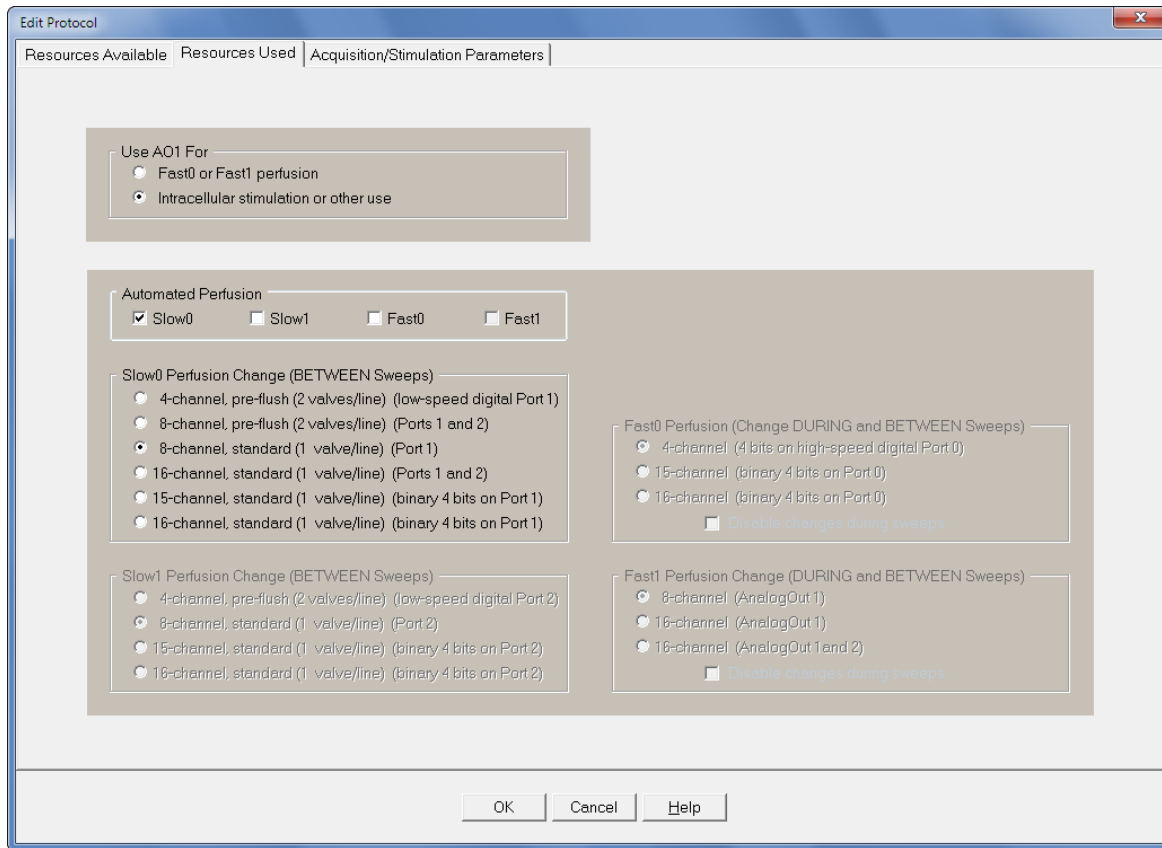 Edit Protocol
Resources Available Resources Used Acquisition/Stimulation Parameters
Use AO1 For
Fast0 or Fast1 perfusion
Intracellular stimulation or other use
Automated Perfusion
Slow0 Slow1 Fast0 Fast1
Slow0 Perfusion Change (BETWEEN Sweeps)
4-channel, pre-flush (2 valves/line) (low-speed digital Port 1)
8-channel, pre-flush (2 valves/line) (Ports 1 and 2)
8-channel, standard (1 valve/line) (Port 1)
16-channel, standard (1 valve/line) (Ports 1 and 2)
15-channel, standard (1 valve/line) (binary 4 bits on Port 1)
16-channel, standard (1 valve/line) (binary 4 bits on Port 1)
Fast0 Perfusion (Change DURING and BETWEEN Sweeps)
4-channel (4 bits on high-speed digital Port 0)
15-channel (binary 4 bits on Port 0)
16-channel (binary 4 bits on Port 0)
Disable changes during sweeps
Slow1 Perfusion Change (BETWEEN Sweeps)
4-channel, pre-flush (2 valves/line) (low-speed digital Port 2)
8-channel, standard (1 valve/line) (Port 2)
15-channel, standard (1 valve/line) (binary 4 bits on Port 2)
16-channel, standard (1 valve/line) (binary 4 bits on Port 2)
Fast1 Perfusion Change (DURING and BETWEEN Sweeps)
8-channel (AnalogOut 1)
16-channel (AnalogOut 1)
16-channel (AnalogOut 1and 2)
Disable changes during sweeps
OK Cancel Help